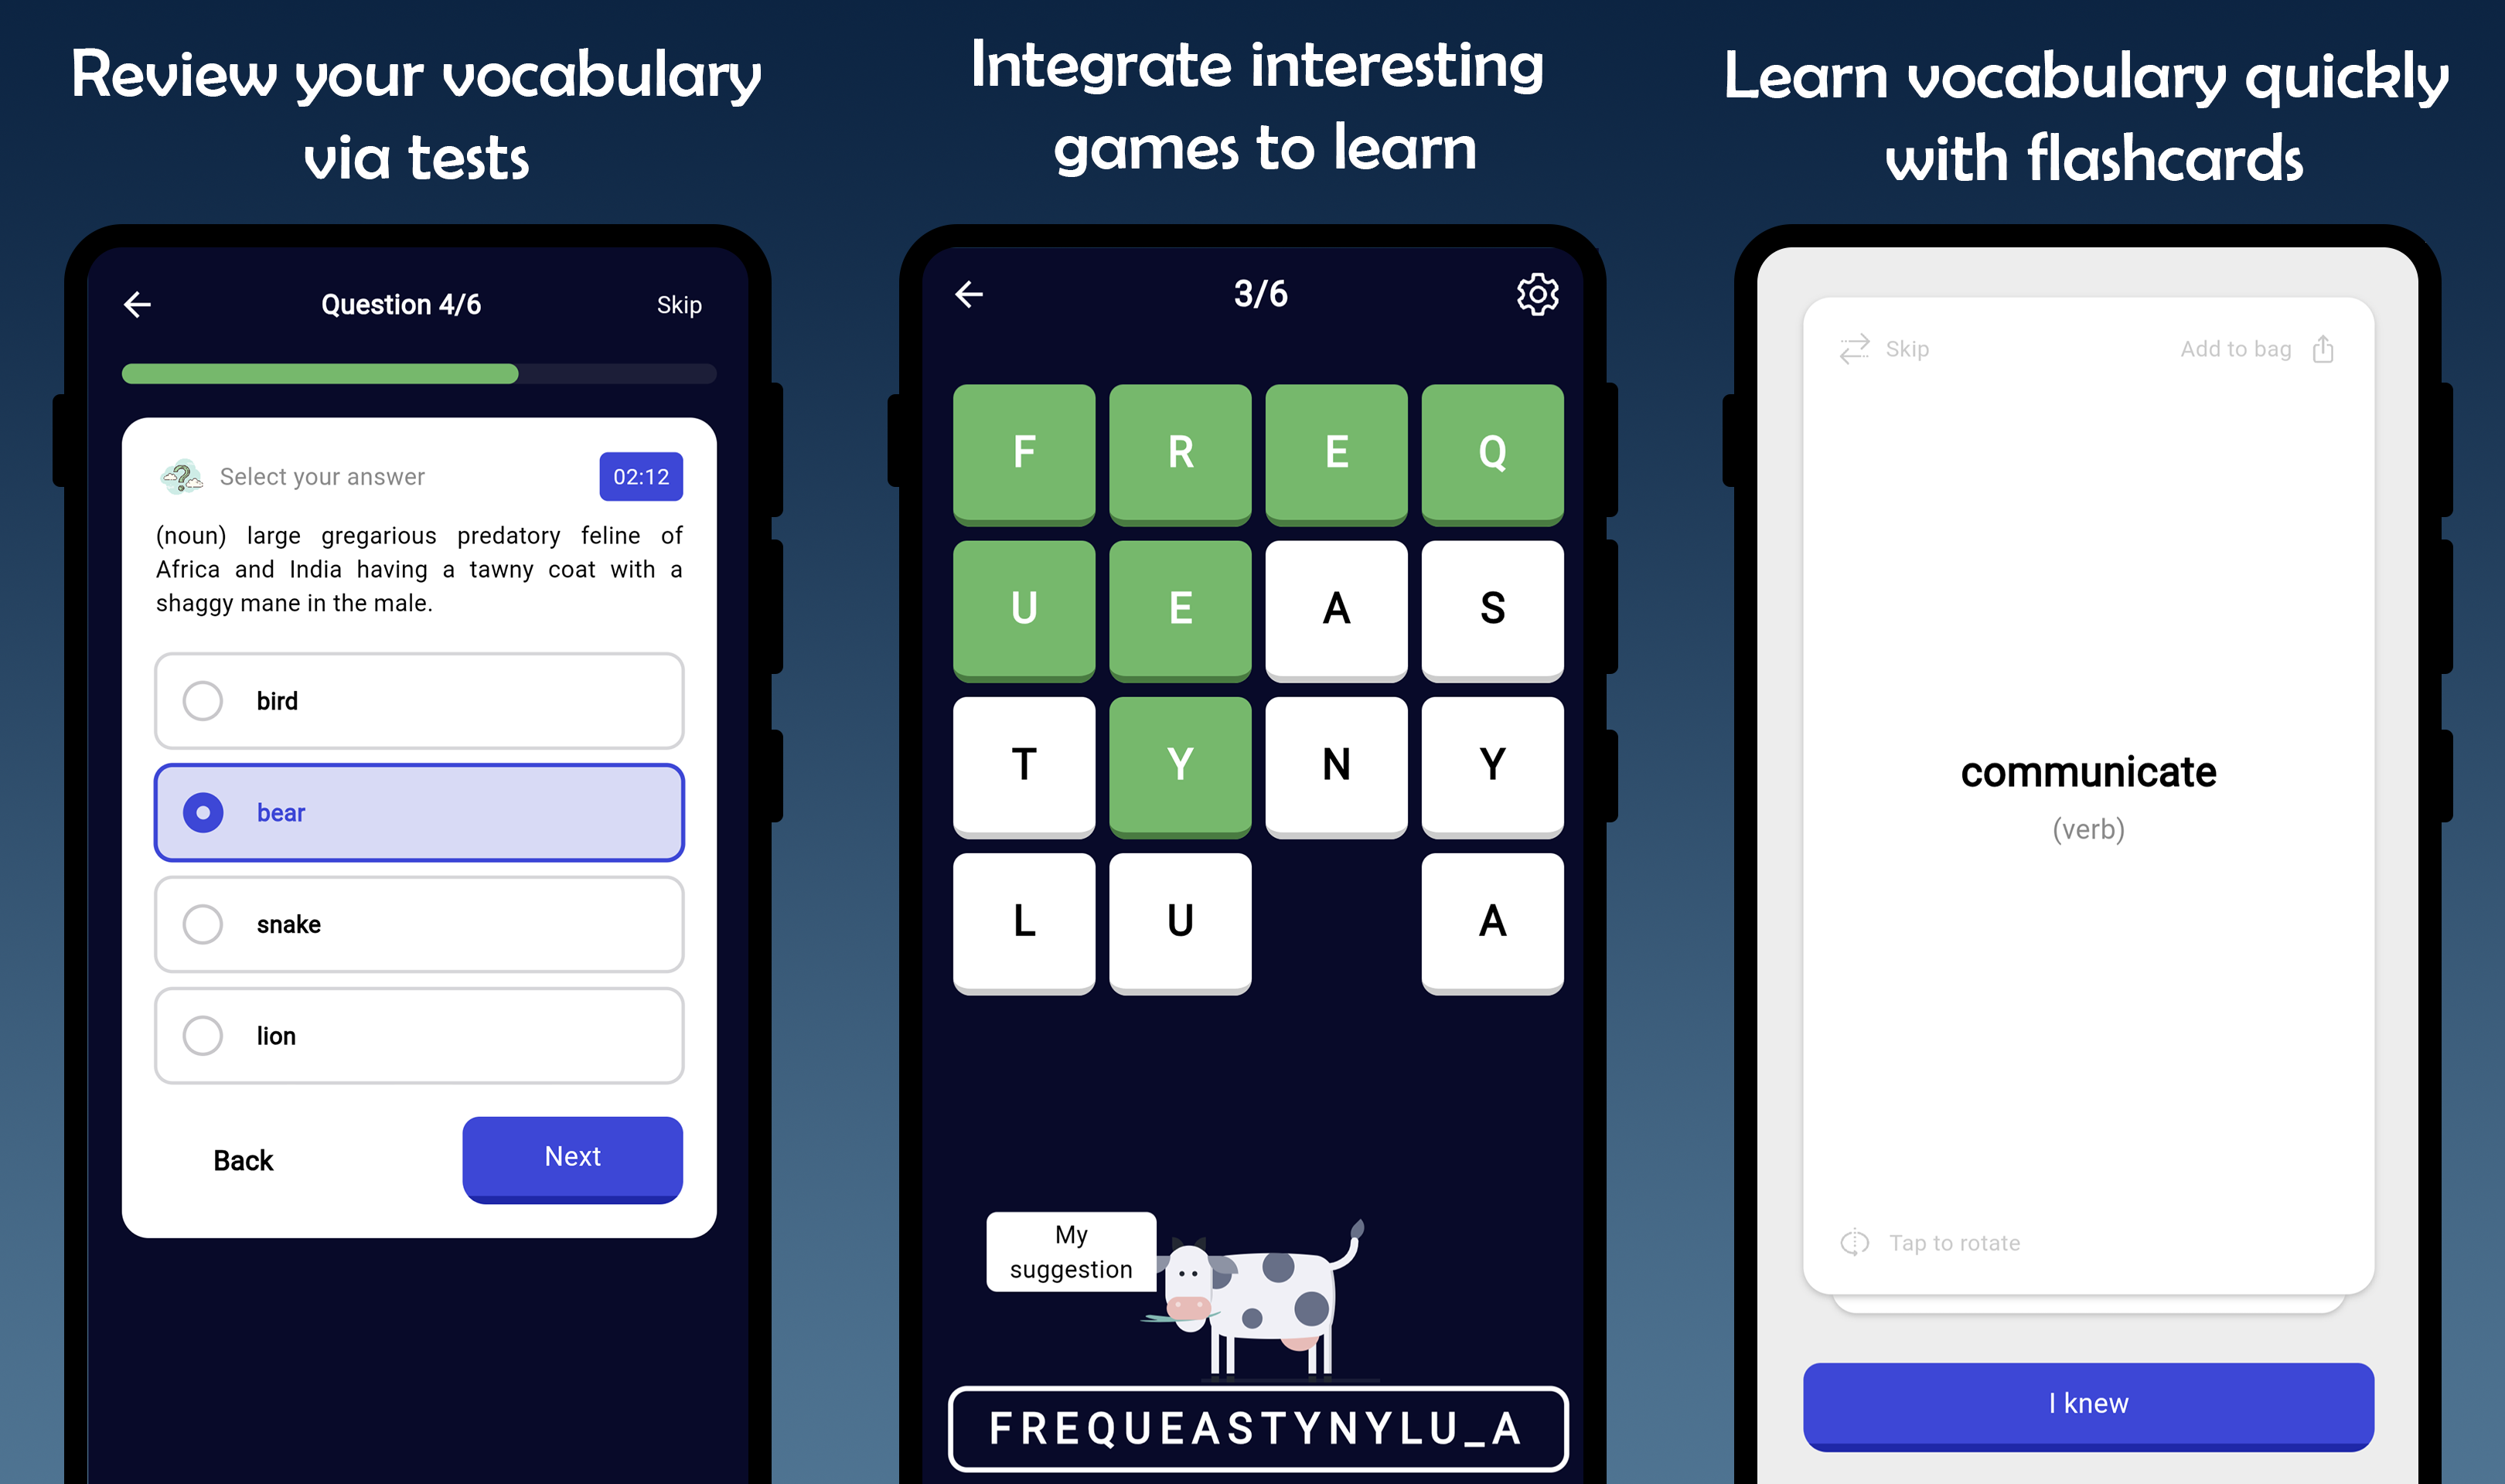 Review your vocabulary
via tests
Question 4/6
Skip
Select your answer
02:12
(noun) large gregarious predatory feline of
Africa and India having a tawny coat with a
shaggy mane in the male.
bird
bear
snake
lion
Back
Next
Integrate interesting
games to learn
3/6
F R E Q
U E A S
T Y N Y
L U A
My
suggestion
FREQUEASTYNYLU_A
Learn vocabulary quickly
with flashcards
Skip
Add to bag
communicate
(verb)
Tap to rotate
I knew